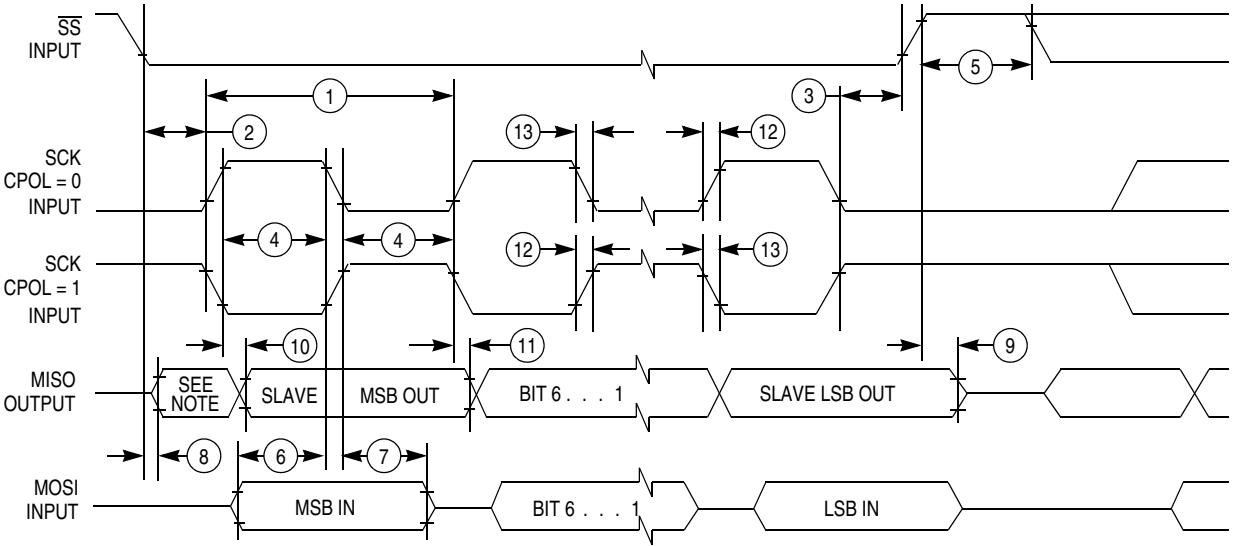 SS
INPUT
5
1
3
2
13
12
SCK
CPOL = 0
INPUT
4
4
SCK
CPOL = 1
INPUT
12
13
10
11
9
MISO
OUTPUT
SEE
NOTE
SLAVE
MSB OUT
BIT 6 . . . 1
SLAVE LSB OUT
8
6
7
MOSI
INPUT
MSB IN
BIT 6 . . . 1
LSB IN